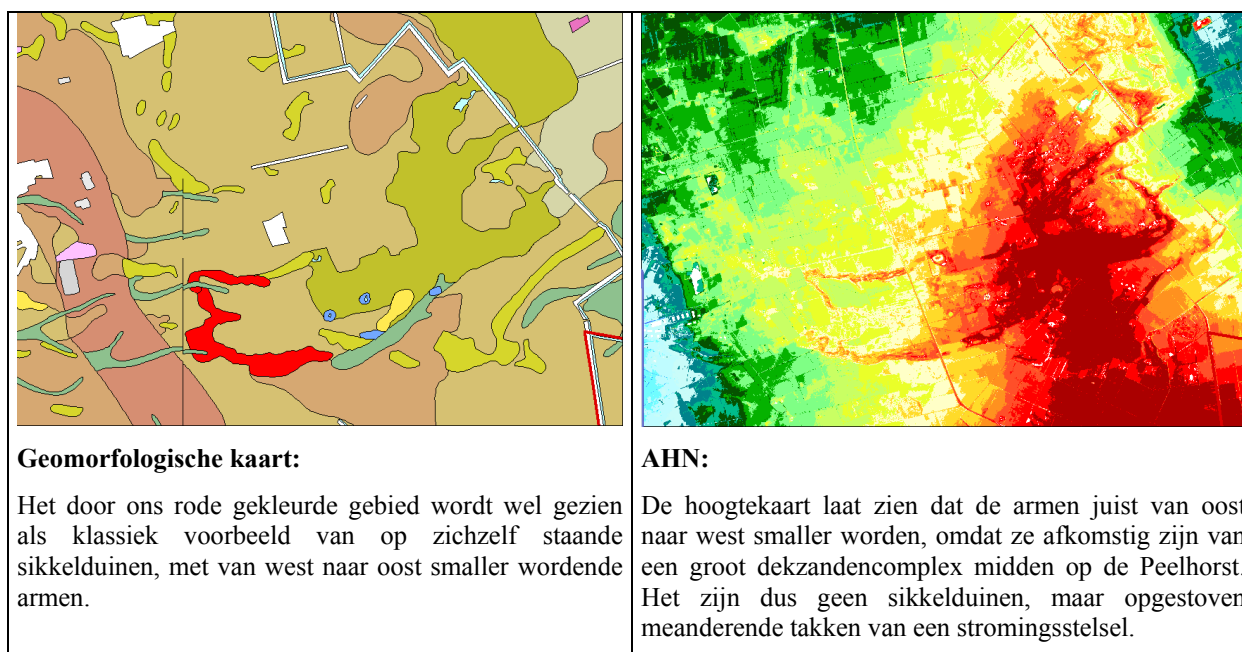 Geomorfologische kaart:
Het door ons rode gekleurde gebied wordt wel gezien
als klassiek voorbeeld van op zichzelf staande
sikkelduinen, met van west naar oost smaller wordende
armen.
AHN:
De hoogtekaart laat zien dat de armen juist van oost
naar west smaller worden, omdat ze afkomstig zijn van
een groot dekzandencomplex midden op de Peelhorst.
Het zijn dus geen sikkelduinen, maar opgestoven
meanderende takken van een stromingsstelsel.